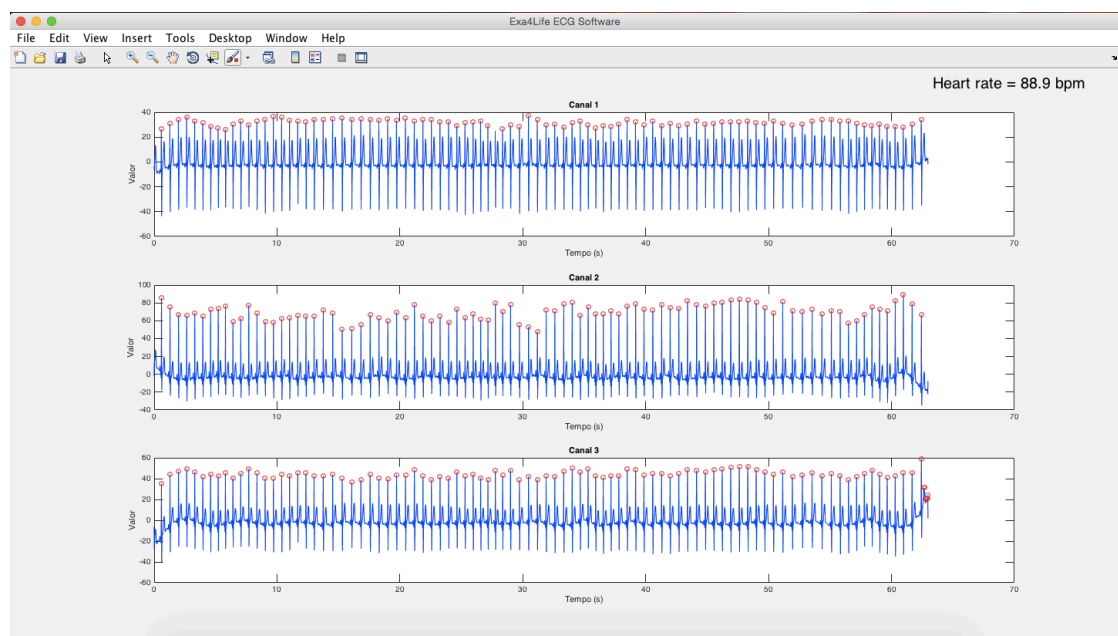 Exa4Life ECG Software
File Edit View Insert Tools Desktop Window Help
Heart rate = 88.9 bpm
Canal 1
40
20
0
-20
-40
-60
Valor
0 10 20 30 40 50 60 70
Tempo (s)
Canal 2
100
80
60
40
20
0
-20
-40
Valor
0 10 20 30 40 50 60 70
Tempo (s)
Canal 3
60
40
20
0
-20
-40
-60
Valor
0 10 20 30 40 50 60 70
Tempo (s)